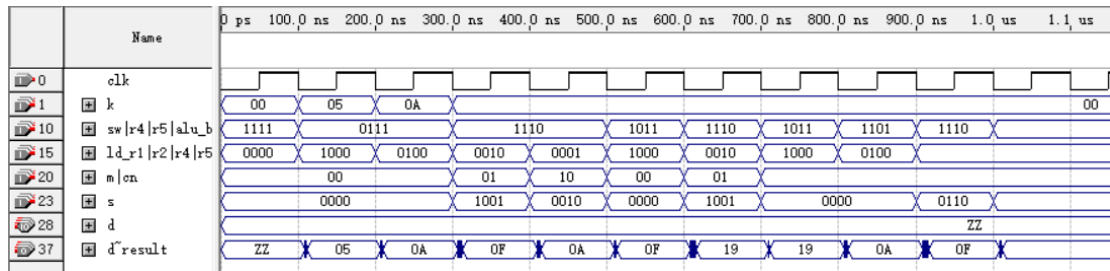 0 ps 100.0 ns 200.0 ns 300.0 ns 400.0 ns 500.0 ns 600.0 ns 700.0 ns 800.0 ns 900.0 ns 1.0 us 1.1 us
Name
0 clk
1 k 00 05 0A 00
10 sw|r4|r5|alu_b 1111 0111 1110 1011 1110 1011 1101 1110
15 ld_r1|r2|r4|r5 0000 1000 0100 0010 0001 1000 0010 1000 0100
20 m|cn 00 01 10 00 01
23 s 0000 1001 0010 0000 1001 0000 0110
28 d ZZ
37 d~result ZZ 05 0A 0F 0A 0F 19 19 0A 0F